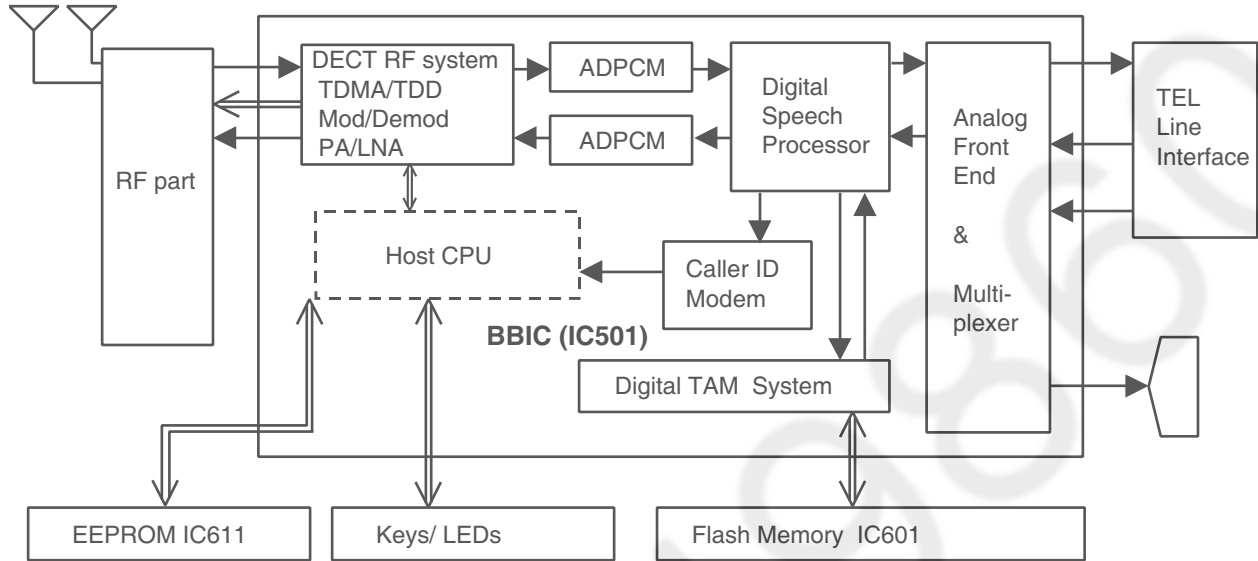 RF part
DECT RF system
TDMA/TDD
Mod/Demod
PA/LNA
ADPCM
ADPCM
Digital
Speech
Processor
Analog
Front
End
&
Multi-
plexer
TEL
Line
Interface
Host CPU
Caller ID
Modem
BBIC (IC501)
Digital TAM System
EEPROM IC611
Keys/ LEDs
Flash Memory IC601